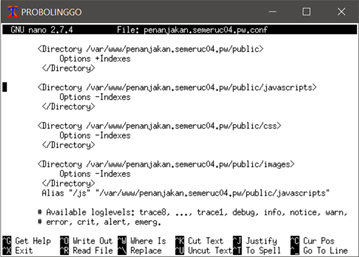 PROBOLINGGO
GNU nano 2.7.4 File: penanjakan.semeruc04.pw.conf
<Directory /var/www/penanjakan.semeruc04.pw/public>
Options +Indexes
</Directory>
<Directory /var/www/penanjakan.semeruc04.pw/public/javascripts>
Options -Indexes
</Directory>
<Directory /var/www/penanjakan.semeruc04.pw/public/css>
Options -Indexes
</Directory>
<Directory /var/www/penanjakan.semeruc04.pw/public/images>
Options -Indexes
</Directory>
Alias "/js" "/var/www/penanjakan.semeruc04.pw/public/javascripts"
# Available loglevels: trace8, ..., trace1, debug, info, notice, warn,
# error, crit, alert, emerg.
^G Get Help ^O Write Out ^W Where Is ^K Cut Text ^J Justify ^C Cur Pos
^X Exit ^R Read File ^\ Replace ^U Uncut Text ^T To Spell ^_ Go To Line